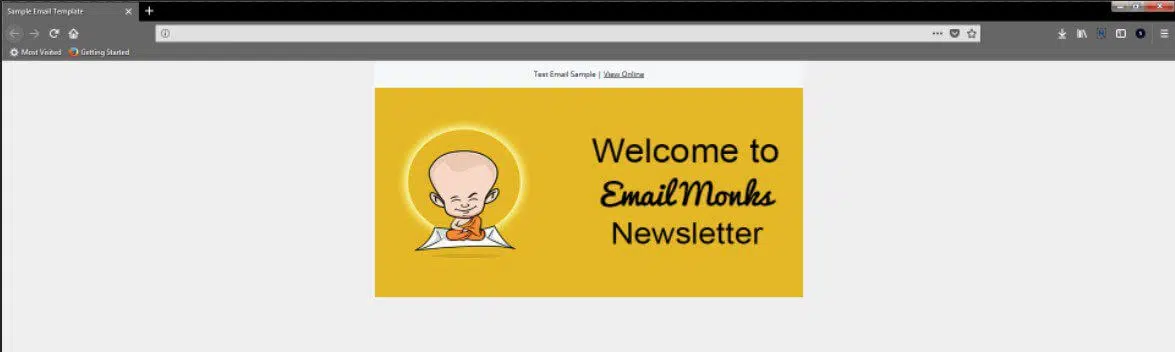 Sample Email Template
Most Visited Getting Started
Test Email Sample | View Online
Welcome to
EmailMonks
Newsletter